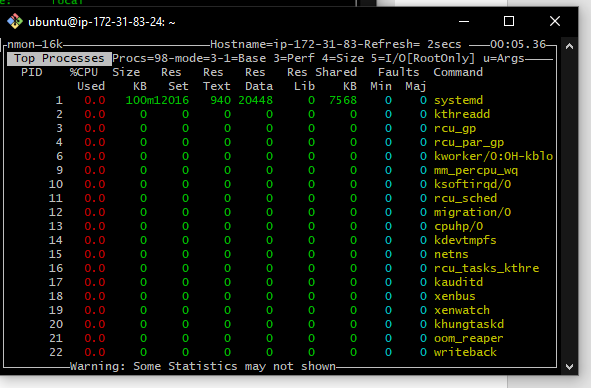 local
ubuntu@ip-172-31-83-24: ~
nmon-16k Hostname=ip-172-31-83-Refresh= 2secs 00:05.36
Top Processes Procs=98-mode=3-1=Base 3=Perf 4=Size 5=I/O[RootOnly] u=Args
PID %CPU Size Res Res Res Res Shared Faults Command
Used KB Set Text Data Lib KB Min Maj
1 0.0 100m12016 940 20448 0 7568 0 0 systemd
2 0.0 0 0 0 0 0 0 0 0 kthreadd
3 0.0 0 0 0 0 0 0 0 0 rcu_gp
4 0.0 0 0 0 0 0 0 0 0 rcu_par_gp
6 0.0 0 0 0 0 0 0 0 0 kworker/0:0H-kblo
9 0.0 0 0 0 0 0 0 0 0 mm_percpu_wq
10 0.0 0 0 0 0 0 0 0 0 ksoftirqd/0
11 0.0 0 0 0 0 0 0 0 0 rcu_sched
12 0.0 0 0 0 0 0 0 0 0 migration/0
13 0.0 0 0 0 0 0 0 0 0 cpuhp/0
14 0.0 0 0 0 0 0 0 0 0 kdevtmpfs
15 0.0 0 0 0 0 0 0 0 0 netns
16 0.0 0 0 0 0 0 0 0 0 rcu_tasks_kthre
17 0.0 0 0 0 0 0 0 0 0 kauditd
18 0.0 0 0 0 0 0 0 0 0 xenbus
19 0.0 0 0 0 0 0 0 0 0 xenwatch
20 0.0 0 0 0 0 0 0 0 0 khungtaskd
21 0.0 0 0 0 0 0 0 0 0 oom_reaper
22 0.0 0 0 0 0 0 0 0 0 writeback
Warning: Some Statistics may not shown